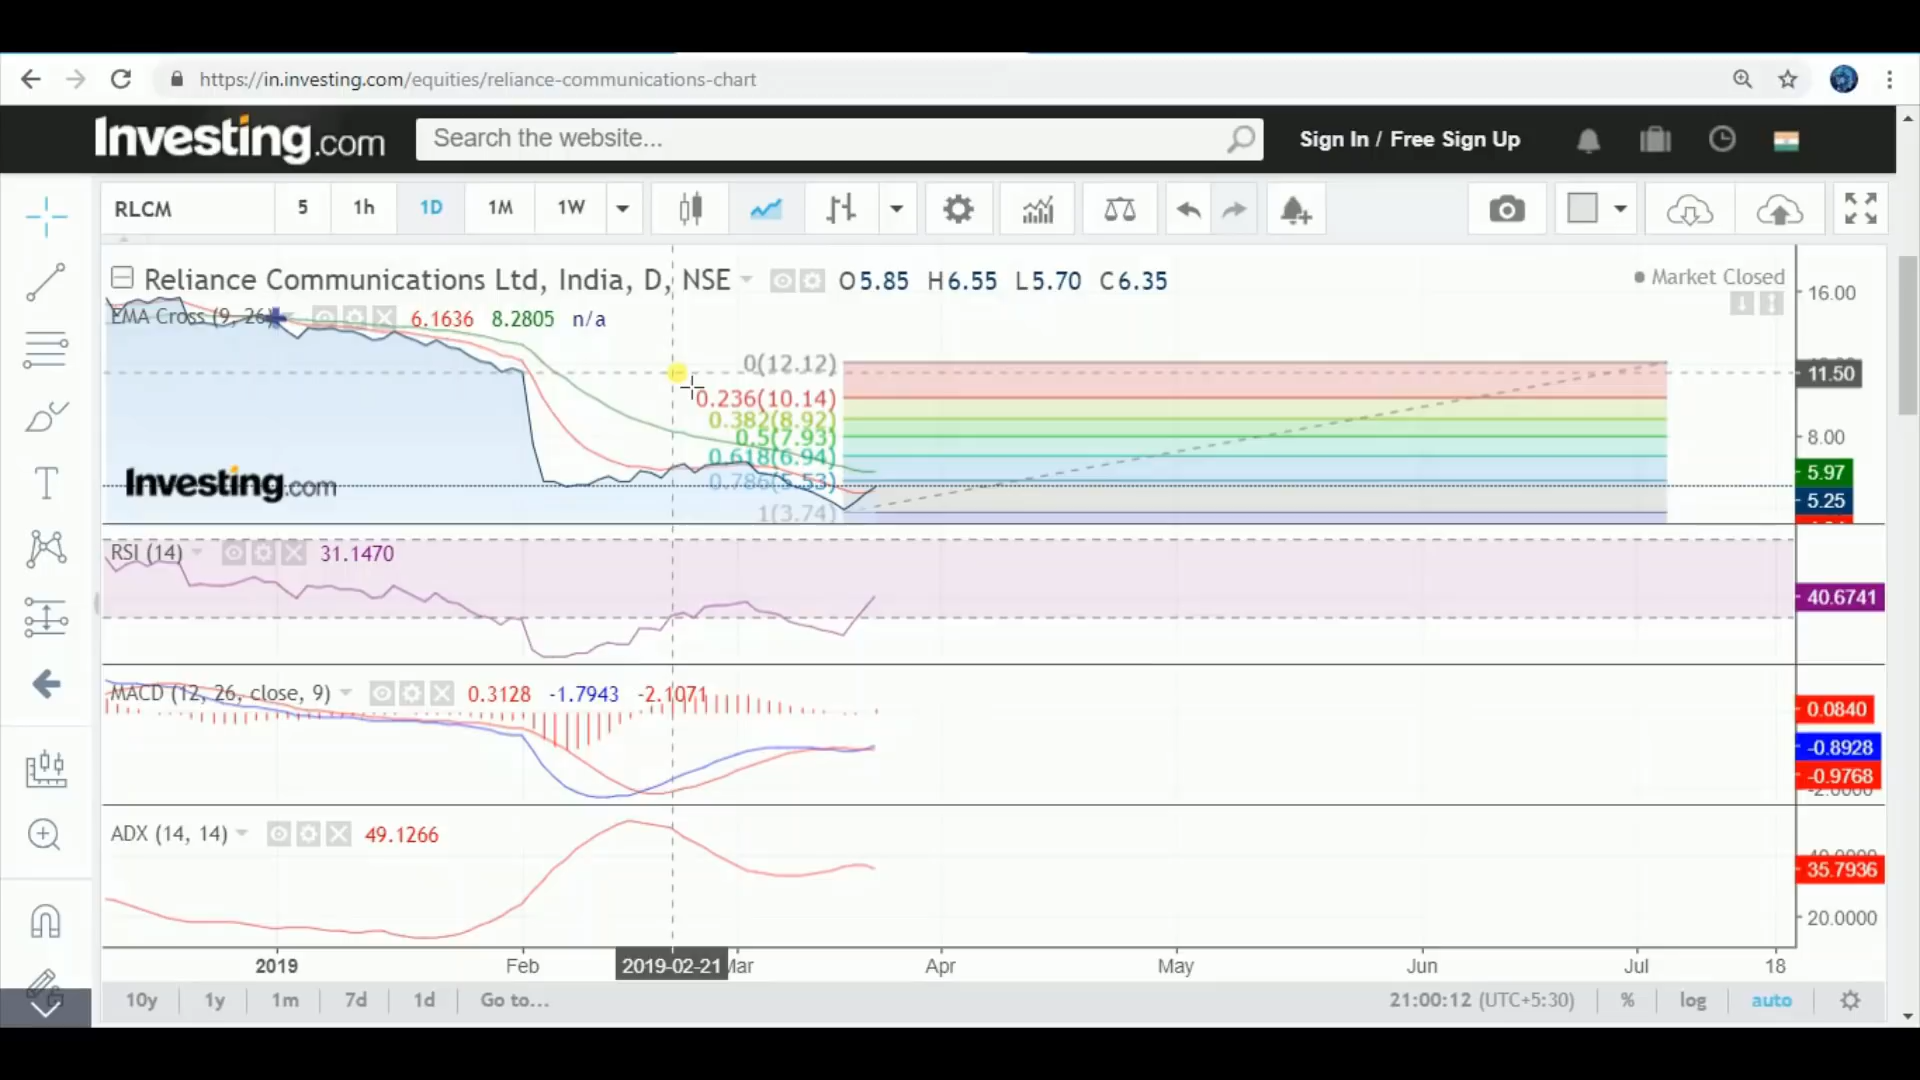 https://in.investing.com/equities/reliance-communications-chart
Investing.com
Search the website...
Sign In / Free Sign Up
RLCM 5 1h 1D 1M 1W
Reliance Communications Ltd, India, D, NSE O5.85 H6.55 L5.70 C6.35
Market Closed
16.00
EMA Cross (9, 26) 6.1636 8.2805 n/a
0(12.12)
11.50
0.236(10.14)
0.382(8.92)
0.5(7.93)
8.00
0.618(6.94)
5.97
0.786(5.53)
Investing.com
5.25
1(3.74)
RSI (14) 31.1470
40.6741
MACD (12, 26, close, 9) 0.3128 -1.7943 -2.1071
0.0840
-0.8928
-0.9768
-2.0000
ADX (14, 14) 49.1266
40.0000
35.7936
20.0000
2019 Feb 2019-02-21 Mar Apr May Jun Jul 18
10y 1y 1m 7d 1d Go to... 21:00:12 (UTC+5:30) % log auto